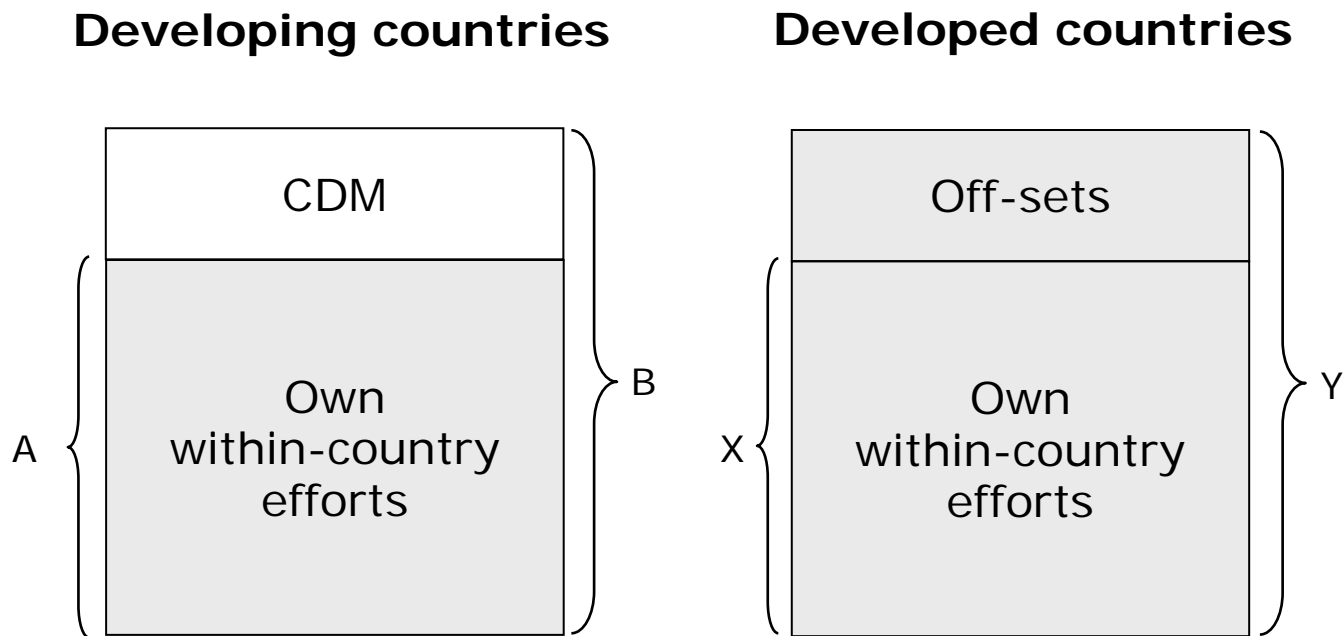 Developing countries
Developed countries
CDM
Off-sets
Own
within-country
efforts
A
B
Own
within-country
efforts
X
Y